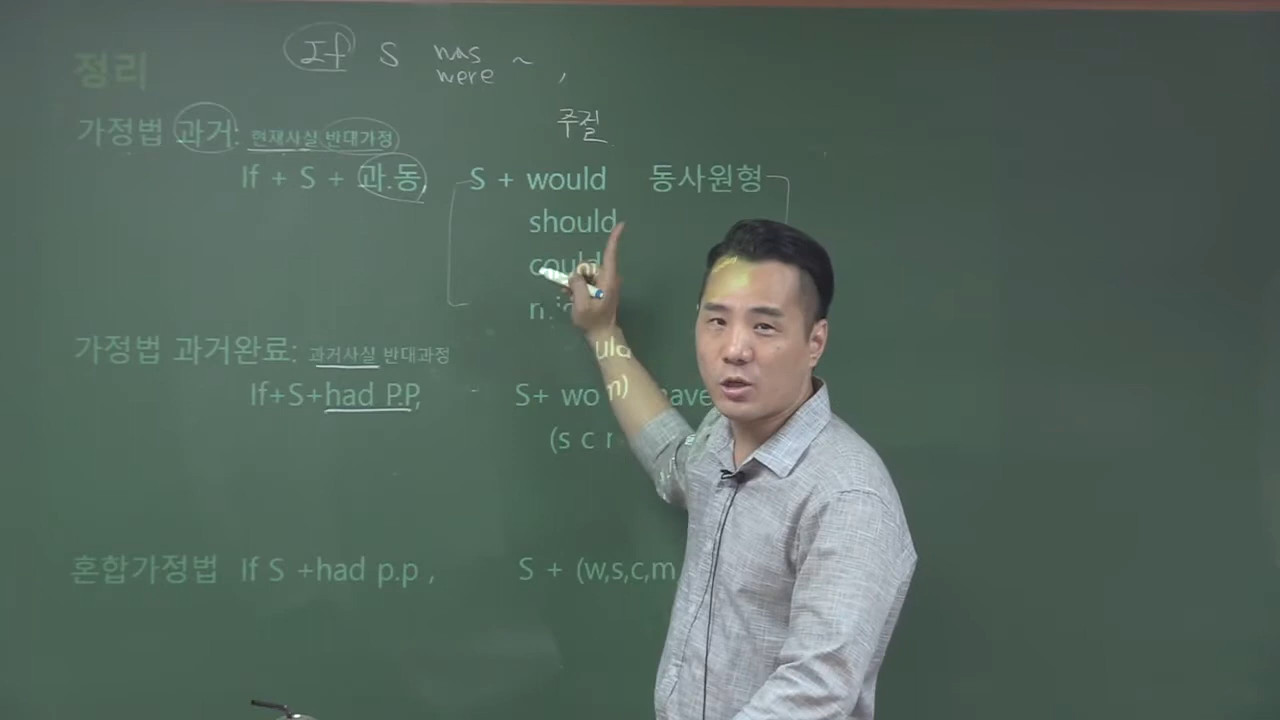 If S was ~ ,
were
정리
주절
가정법 과거: 현재사실 반대가정
If + S + 과.동, S + would 동사원형
should
could
가정법 과거완료: 과거사실 반대과정
If+S+had P.P, S+
(s c
혼합가정법 If S +had p.p , S + (w,s,c,m